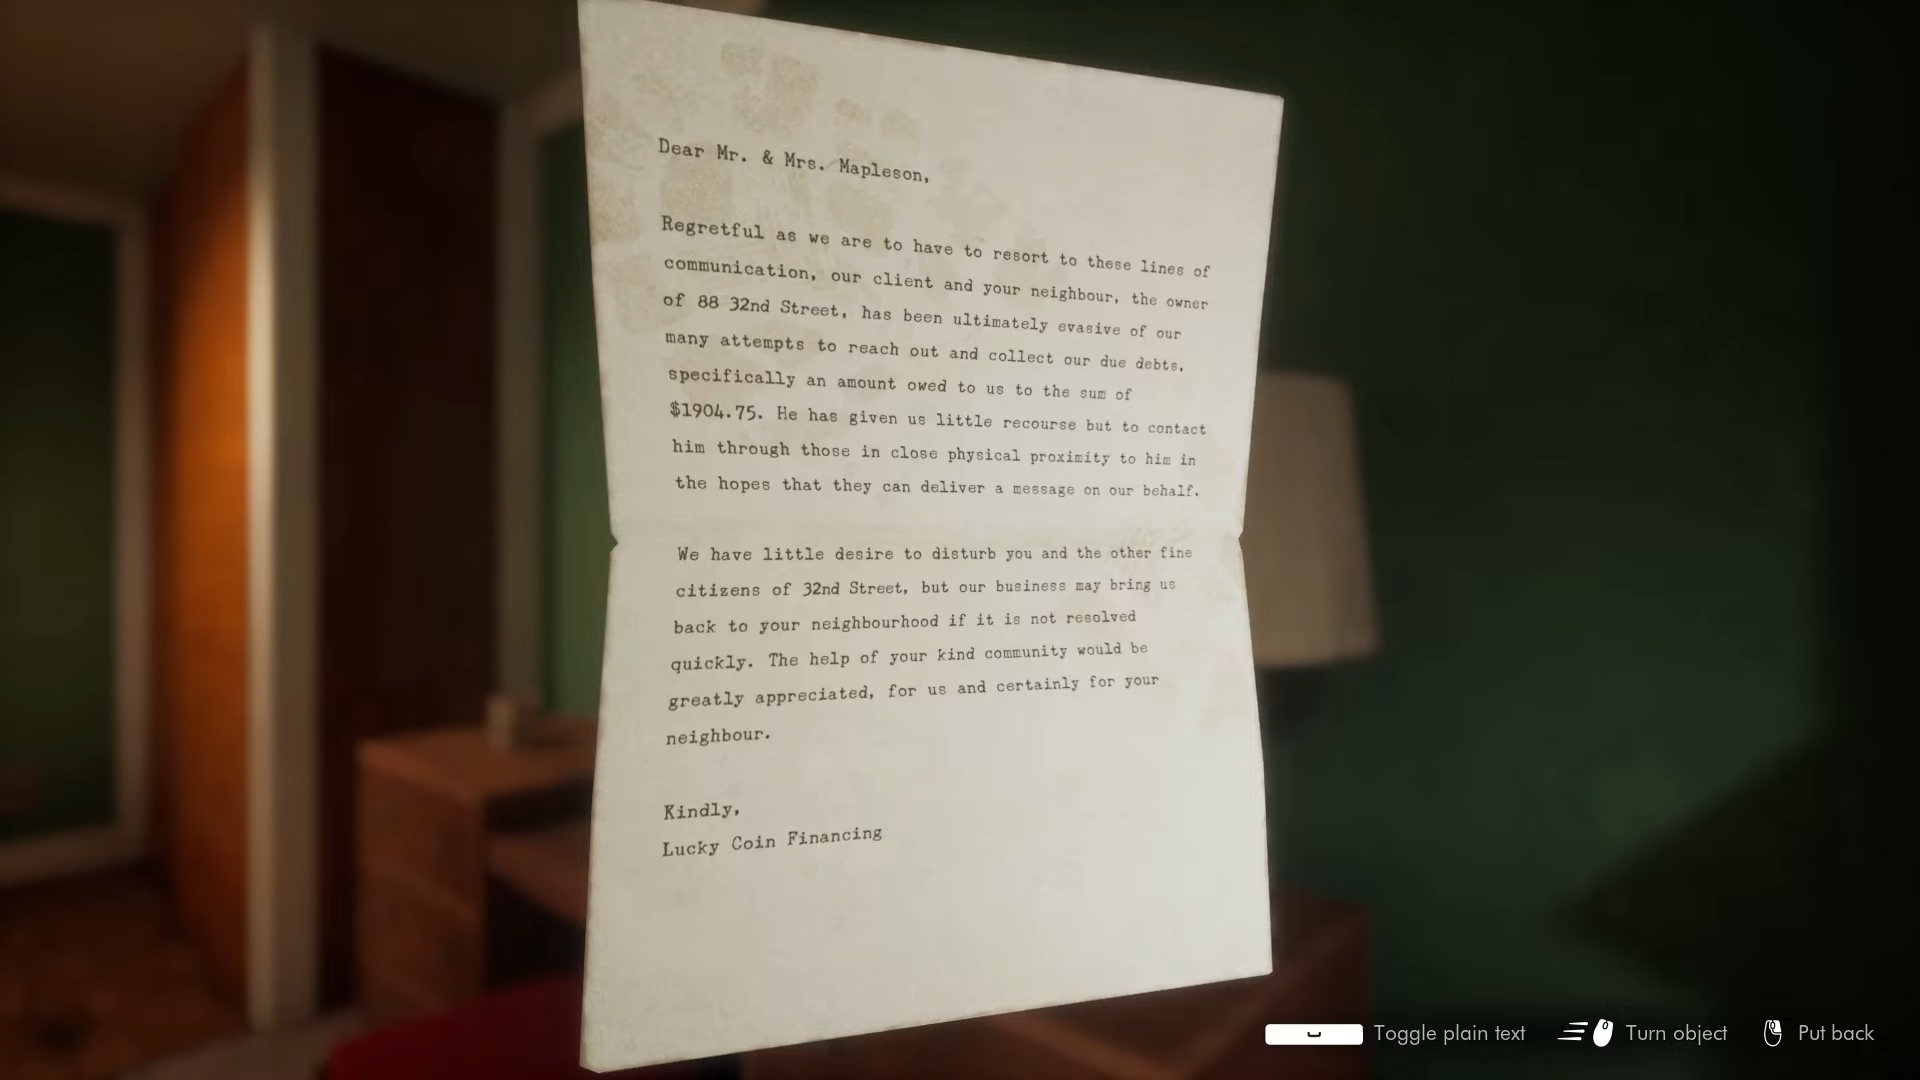 Dear Mr. & Mrs. Mapleson,
Regretful as we are to have to resort to these lines of
communication, our client and your neighbour, the owner
of 88 32nd Street, has been ultimately evasive of our
many attempts to reach out and collect our due debts,
specifically an amount owed to us to the sum of
$1904.75. He has given us little recourse but to contact
him through those in close physical proximity to him in
the hopes that they can deliver a message on our behalf.
We have little desire to disturb you and the other fine
citizens of 32nd Street, but our business may bring us
back to your neighbourhood if it is not resolved
quickly. The help of your kind community would be
greatly appreciated, for us and certainly for your
neighbour.
Kindly,
Lucky Coin Financing
Toggle plain text
Turn object
Put back